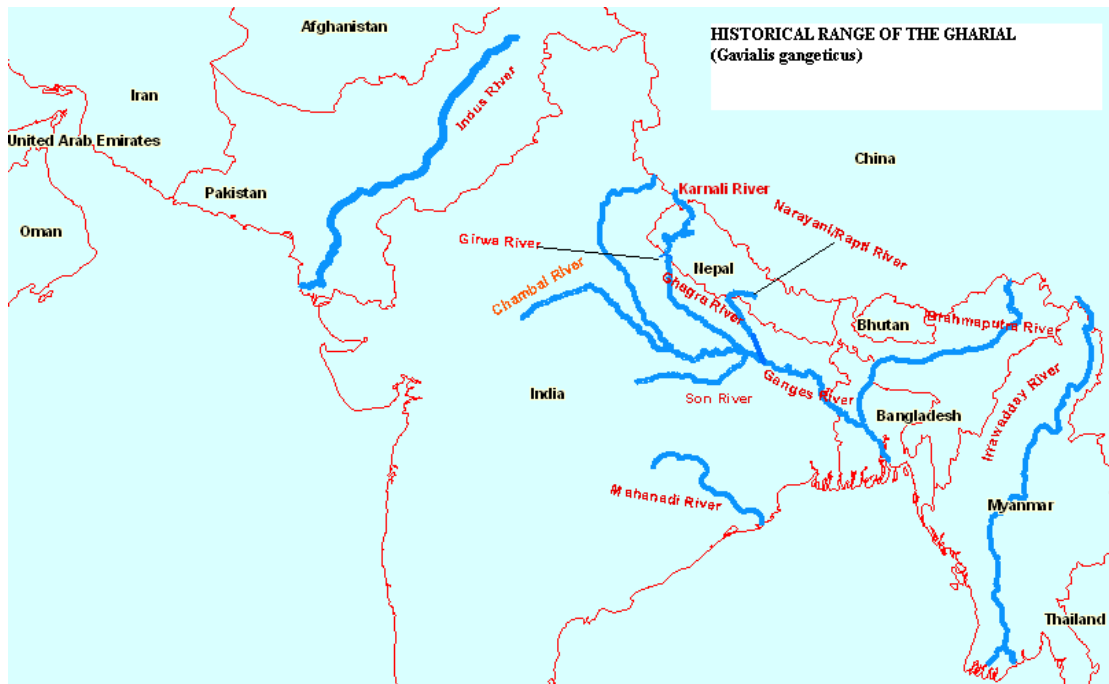 HISTORICAL RANGE OF THE GHARIAL
(Gavialis gangeticus)
Afghanistan
Iran
Indus River
United Arab Emirates
China
Pakistan
Karnali River
Narayani/Rapti River
Oman
Girwa River
Nepal
Chambal River
Ghagra River
Bhutan
Brahmaputra River
Ganges River
India
Son River
Bangladesh
Irrawadday River
Mahanadi River
Myanmar
Thailand